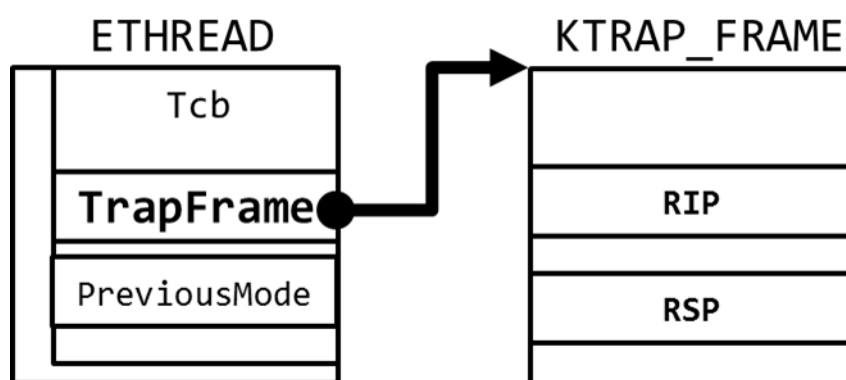 ETHREAD
Tcb
TrapFrame
PreviousMode
KTRAP_FRAME
RIP
RSP